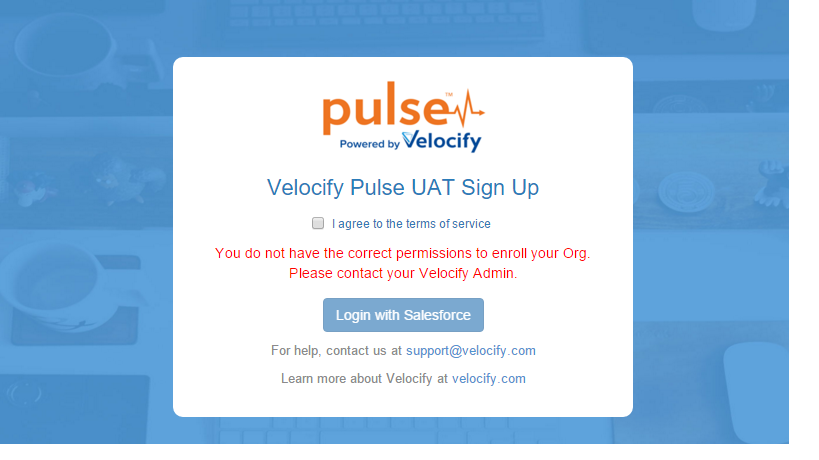 pulse™
Powered by Velocify
Velocify Pulse UAT Sign Up
I agree to the terms of service
You do not have the correct permissions to enroll your Org.
Please contact your Velocify Admin.
Login with Salesforce
For help, contact us at support@velocify.com
Learn more about Velocify at velocify.com